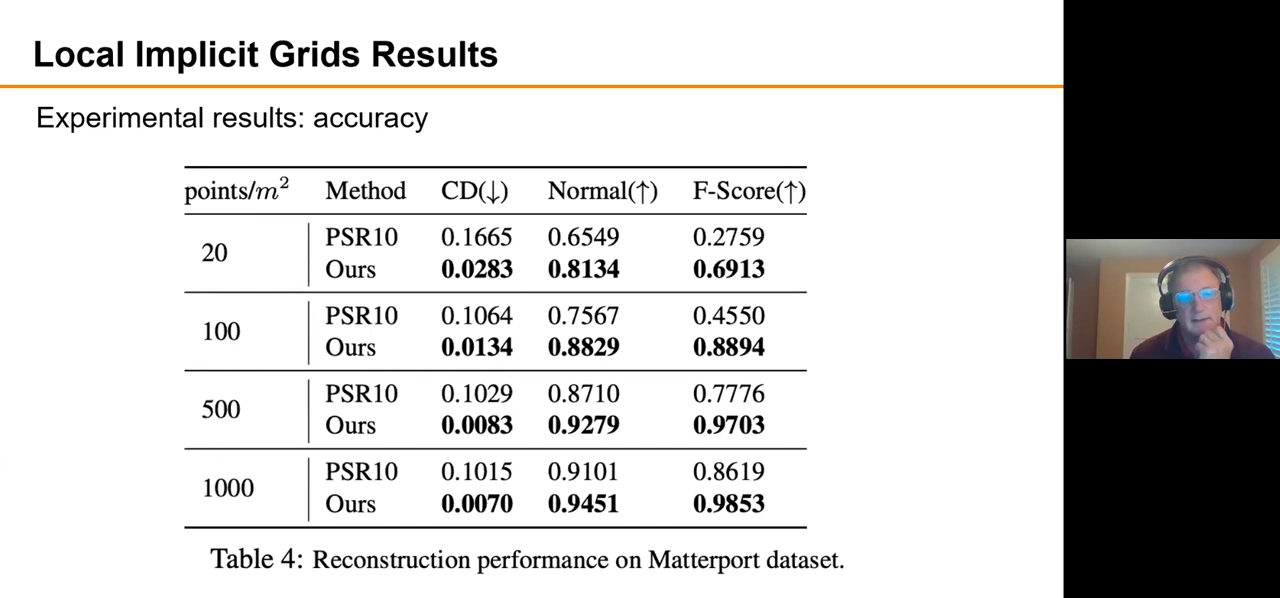 Local Implicit Grids Results
Experimental results: accuracy
points/m² Method CD(↓) Normal(↑) F-Score(↑)
20 PSR10 0.1665 0.6549 0.2759
Ours 0.0283 0.8134 0.6913
100 PSR10 0.1064 0.7567 0.4550
Ours 0.0134 0.8829 0.8894
500 PSR10 0.1029 0.8710 0.7776
Ours 0.0083 0.9279 0.9703
1000 PSR10 0.1015 0.9101 0.8619
Ours 0.0070 0.9451 0.9853
Table 4: Reconstruction performance on Matterport dataset.